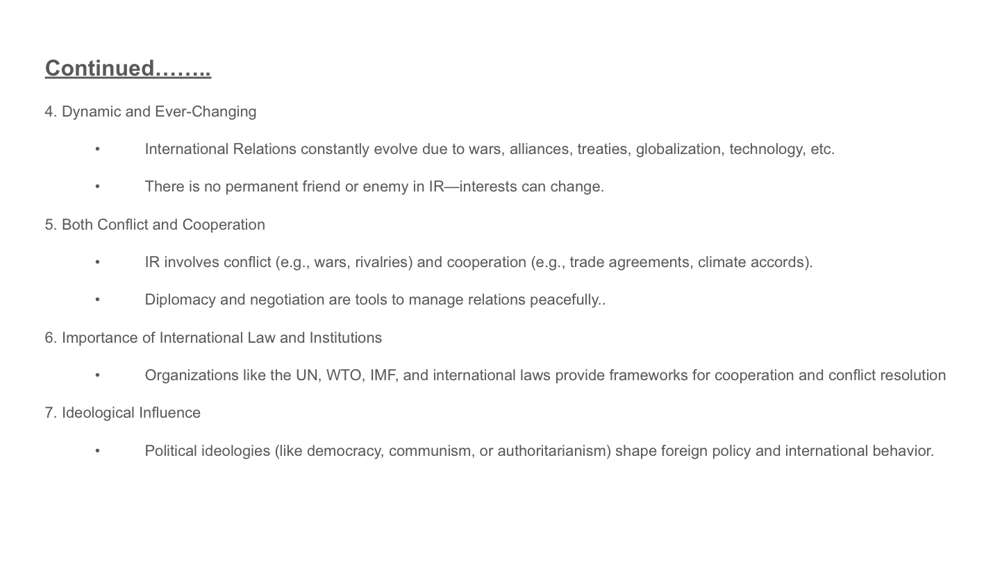 Continued……..
4. Dynamic and Ever-Changing
• International Relations constantly evolve due to wars, alliances, treaties, globalization, technology, etc.
• There is no permanent friend or enemy in IR—interests can change.
5. Both Conflict and Cooperation
• IR involves conflict (e.g., wars, rivalries) and cooperation (e.g., trade agreements, climate accords).
• Diplomacy and negotiation are tools to manage relations peacefully..
6. Importance of International Law and Institutions
• Organizations like the UN, WTO, IMF, and international laws provide frameworks for cooperation and conflict resolution
7. Ideological Influence
• Political ideologies (like democracy, communism, or authoritarianism) shape foreign policy and international behavior.